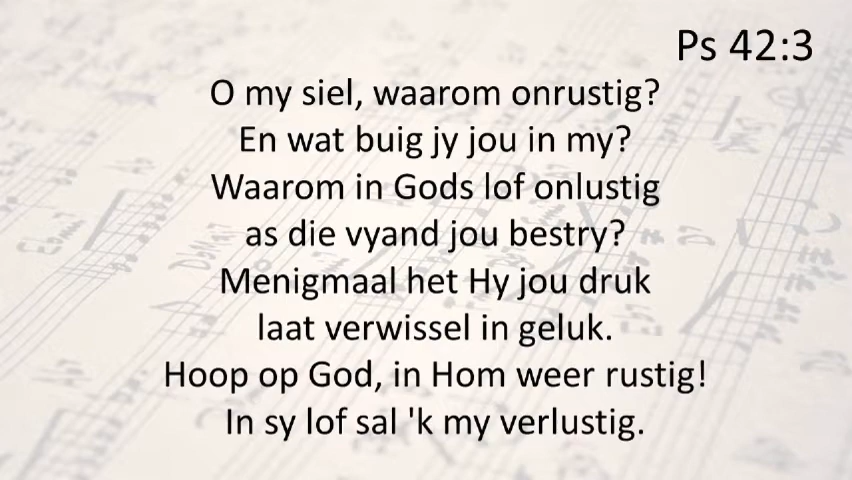 Ps 42:3
O my siel, waarom onrustig?
En wat buig jy jou in my?
Waarom in Gods lof onlustig
as die vyand jou bestry?
Menigmaal het Hy jou druk
laat verwissel in geluk.
Hoop op God, in Hom weer rustig!
In sy lof sal 'k my verlustig.